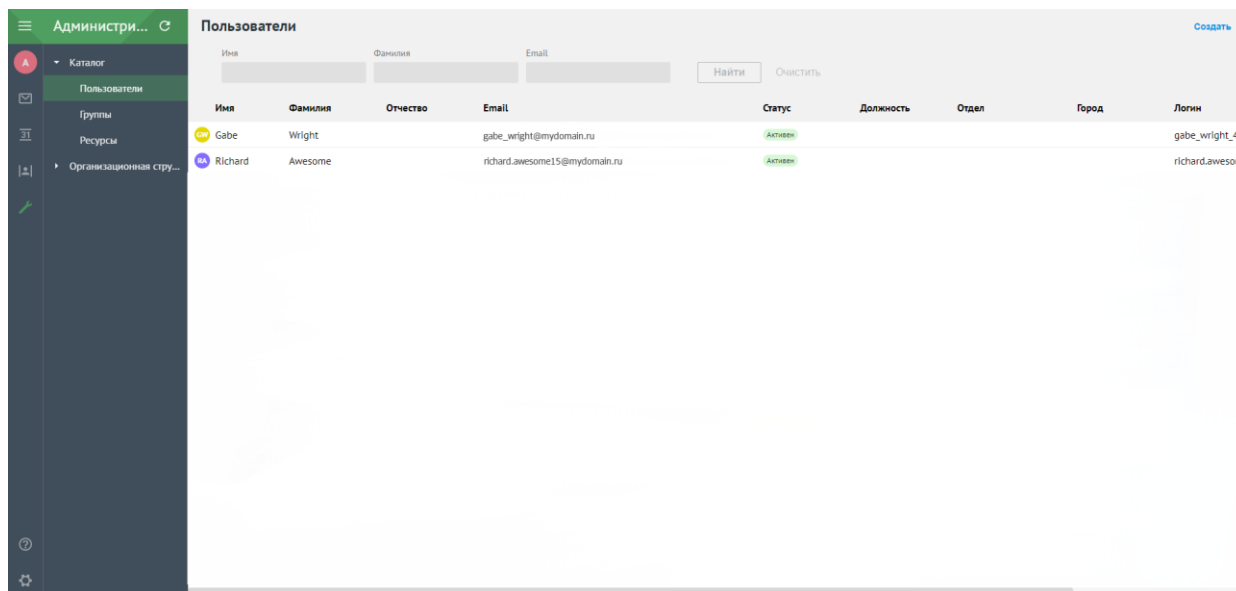 Администри...
Пользователи
Создать
A
Каталог
Имя
Фамилия
Email
Найти
Очистить
Пользователи
Группы
Имя
Фамилия
Отчество
Email
Статус
Должность
Отдел
Город
Логин
31
Ресурсы
GW
Gabe
Wright
gabe_wright@mydomain.ru
Активен
gabe_wright_4
Организационная стру...
RA
Richard
Awesome
richard.awesome15@mydomain.ru
Активен
richard.aweso